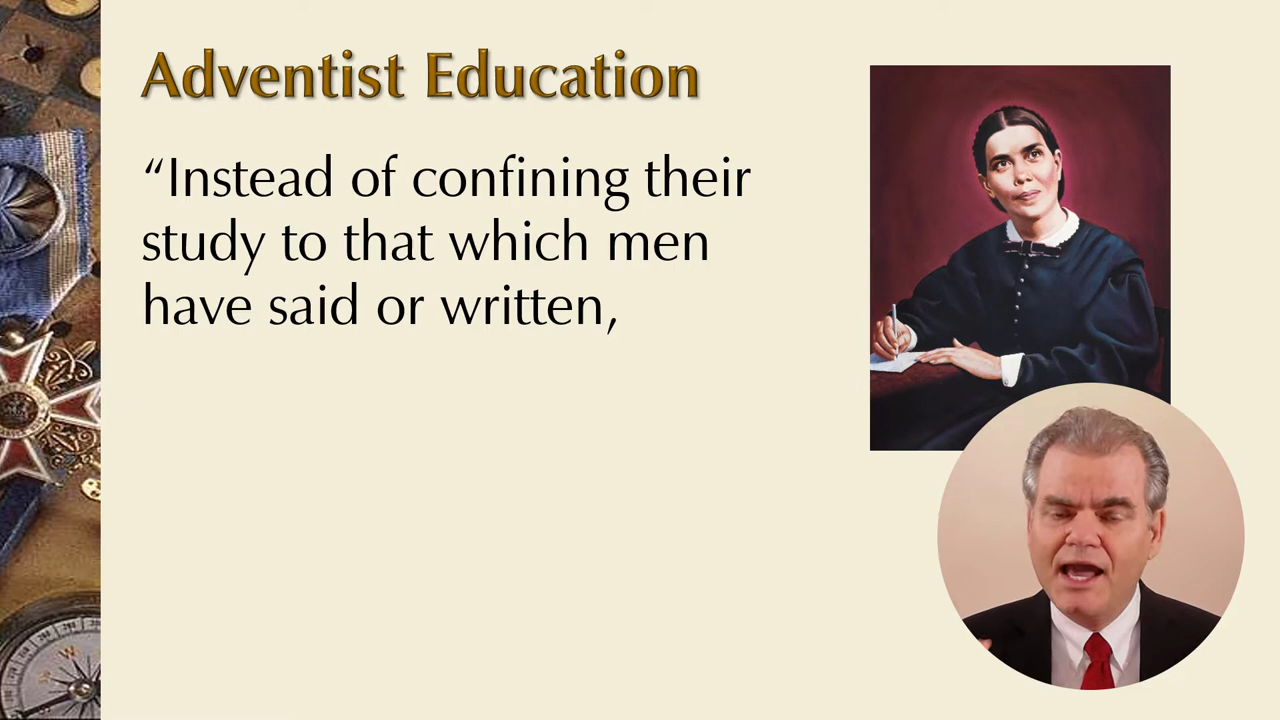 Adventist Education
“Instead of confining their
study to that which men
have said or written,